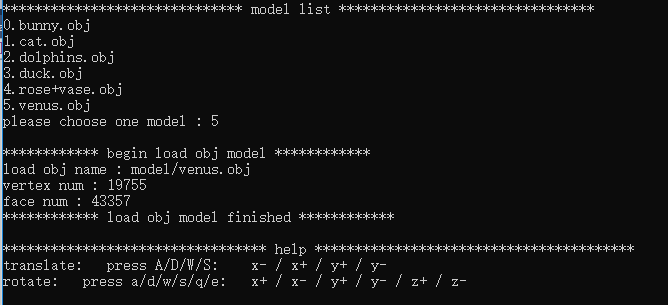 ****************************** model list ********************************
0.bunny.obj
1.cat.obj
2.dolphins.obj
3.duck.obj
4.rose+vase.obj
5.venus.obj
please choose one model : 5
************ begin load obj model ************
load obj name : model/venus.obj
vertex num : 19755
face num : 43357
************ load obj model finished ************
********************************* help ****************************************
translate:   press A/D/W/S:    x- / x+ / y+ / y-
rotate:   press a/d/w/s/q/e:   x+ / x- / y+ / y- / z+ / z-